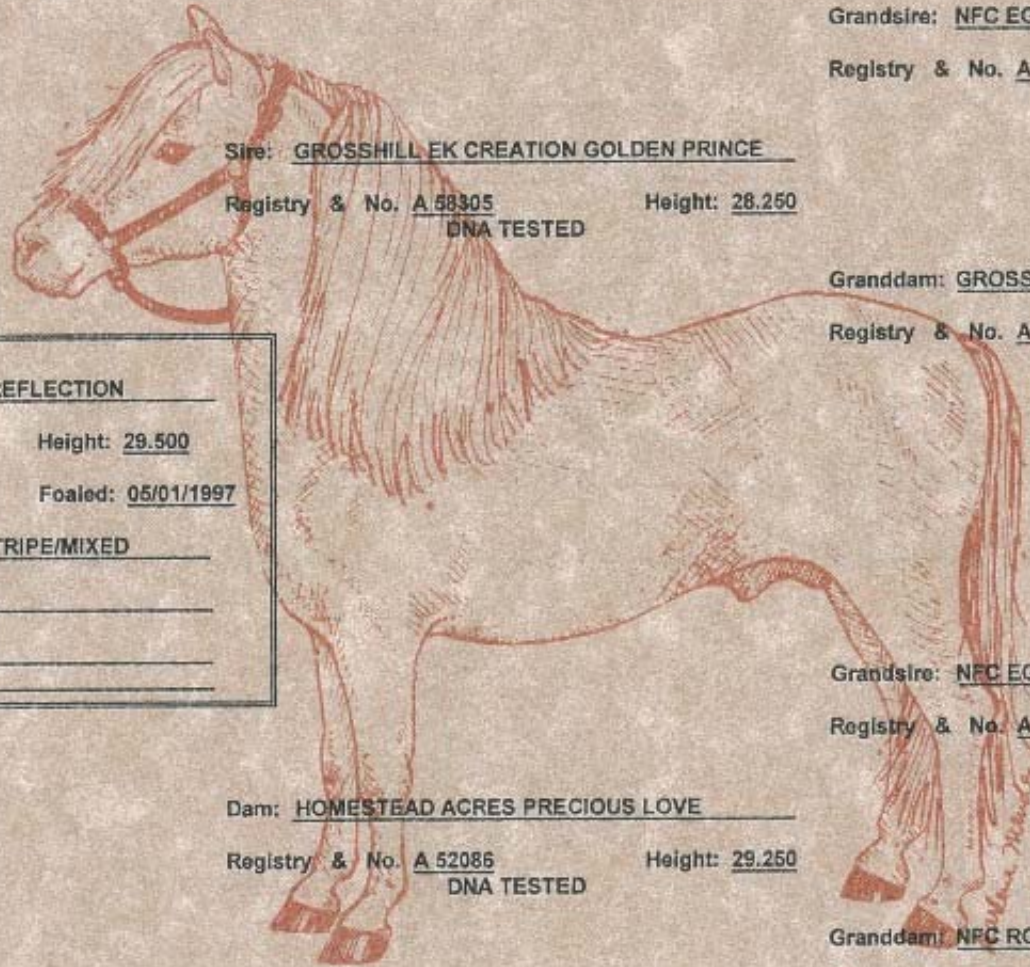 Grandsire: NFC EC
Registry & No. A
Sire: GROSSHILL EK CREATION GOLDEN PRINCE
Registry & No. A 58305 Height: 28.250
DNA TESTED
Granddam: GROSS
Registry & No. A
REFLECTION
Height: 29.500
Foaled: 05/01/1997
TRIPE/MIXED
Grandsire: NFC EC
Registry & No. A
Dam: HOMESTEAD ACRES PRECIOUS LOVE
Registry & No. A 52086 Height: 29.250
DNA TESTED
Granddam: NFC RO